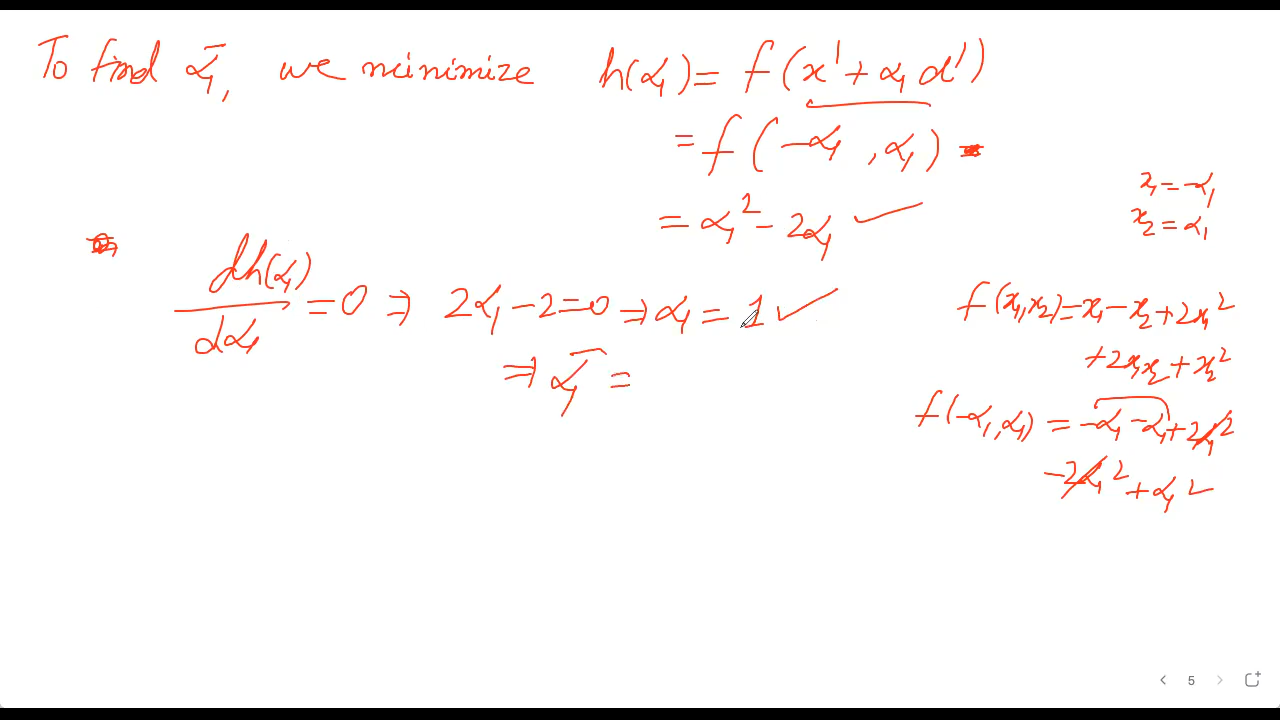 To find ᾱ₁, we minimize h(α₁) = f(x¹ + α₁ d¹)
= f(-α₁, α₁)
= α₁² - 2α₁ ✓
x₁ = -α₁
x₂ = α₁
dh(α₁)/dα₁ = 0 ⇒ 2α₁ - 2 = 0 ⇒ α₁ = 1 ✓
⇒ ᾱ₁ =
f(x₁,x₂) = x₁ - x₂ + 2x₁²
+ 2x₁x₂ + x₂²
f(-α₁,α₁) = -α₁ - α₁ + 2α₁²
-2α₁² + α₁²
5